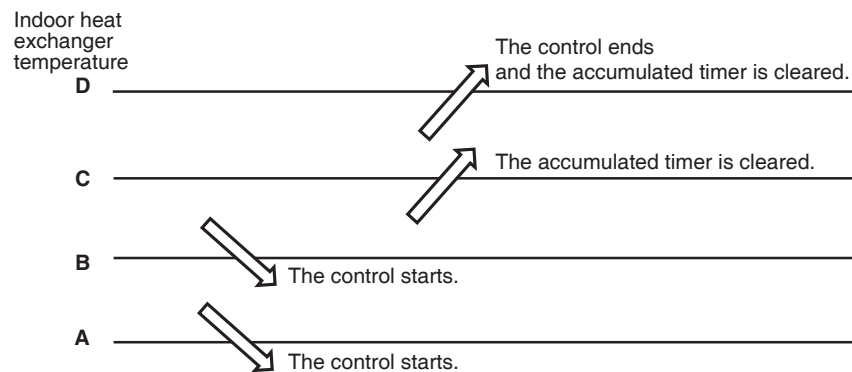 Indoor heat
exchanger
temperature
The control ends
and the accumulated timer is cleared.
D
The accumulated timer is cleared.
C
B
The control starts.
A
The control starts.